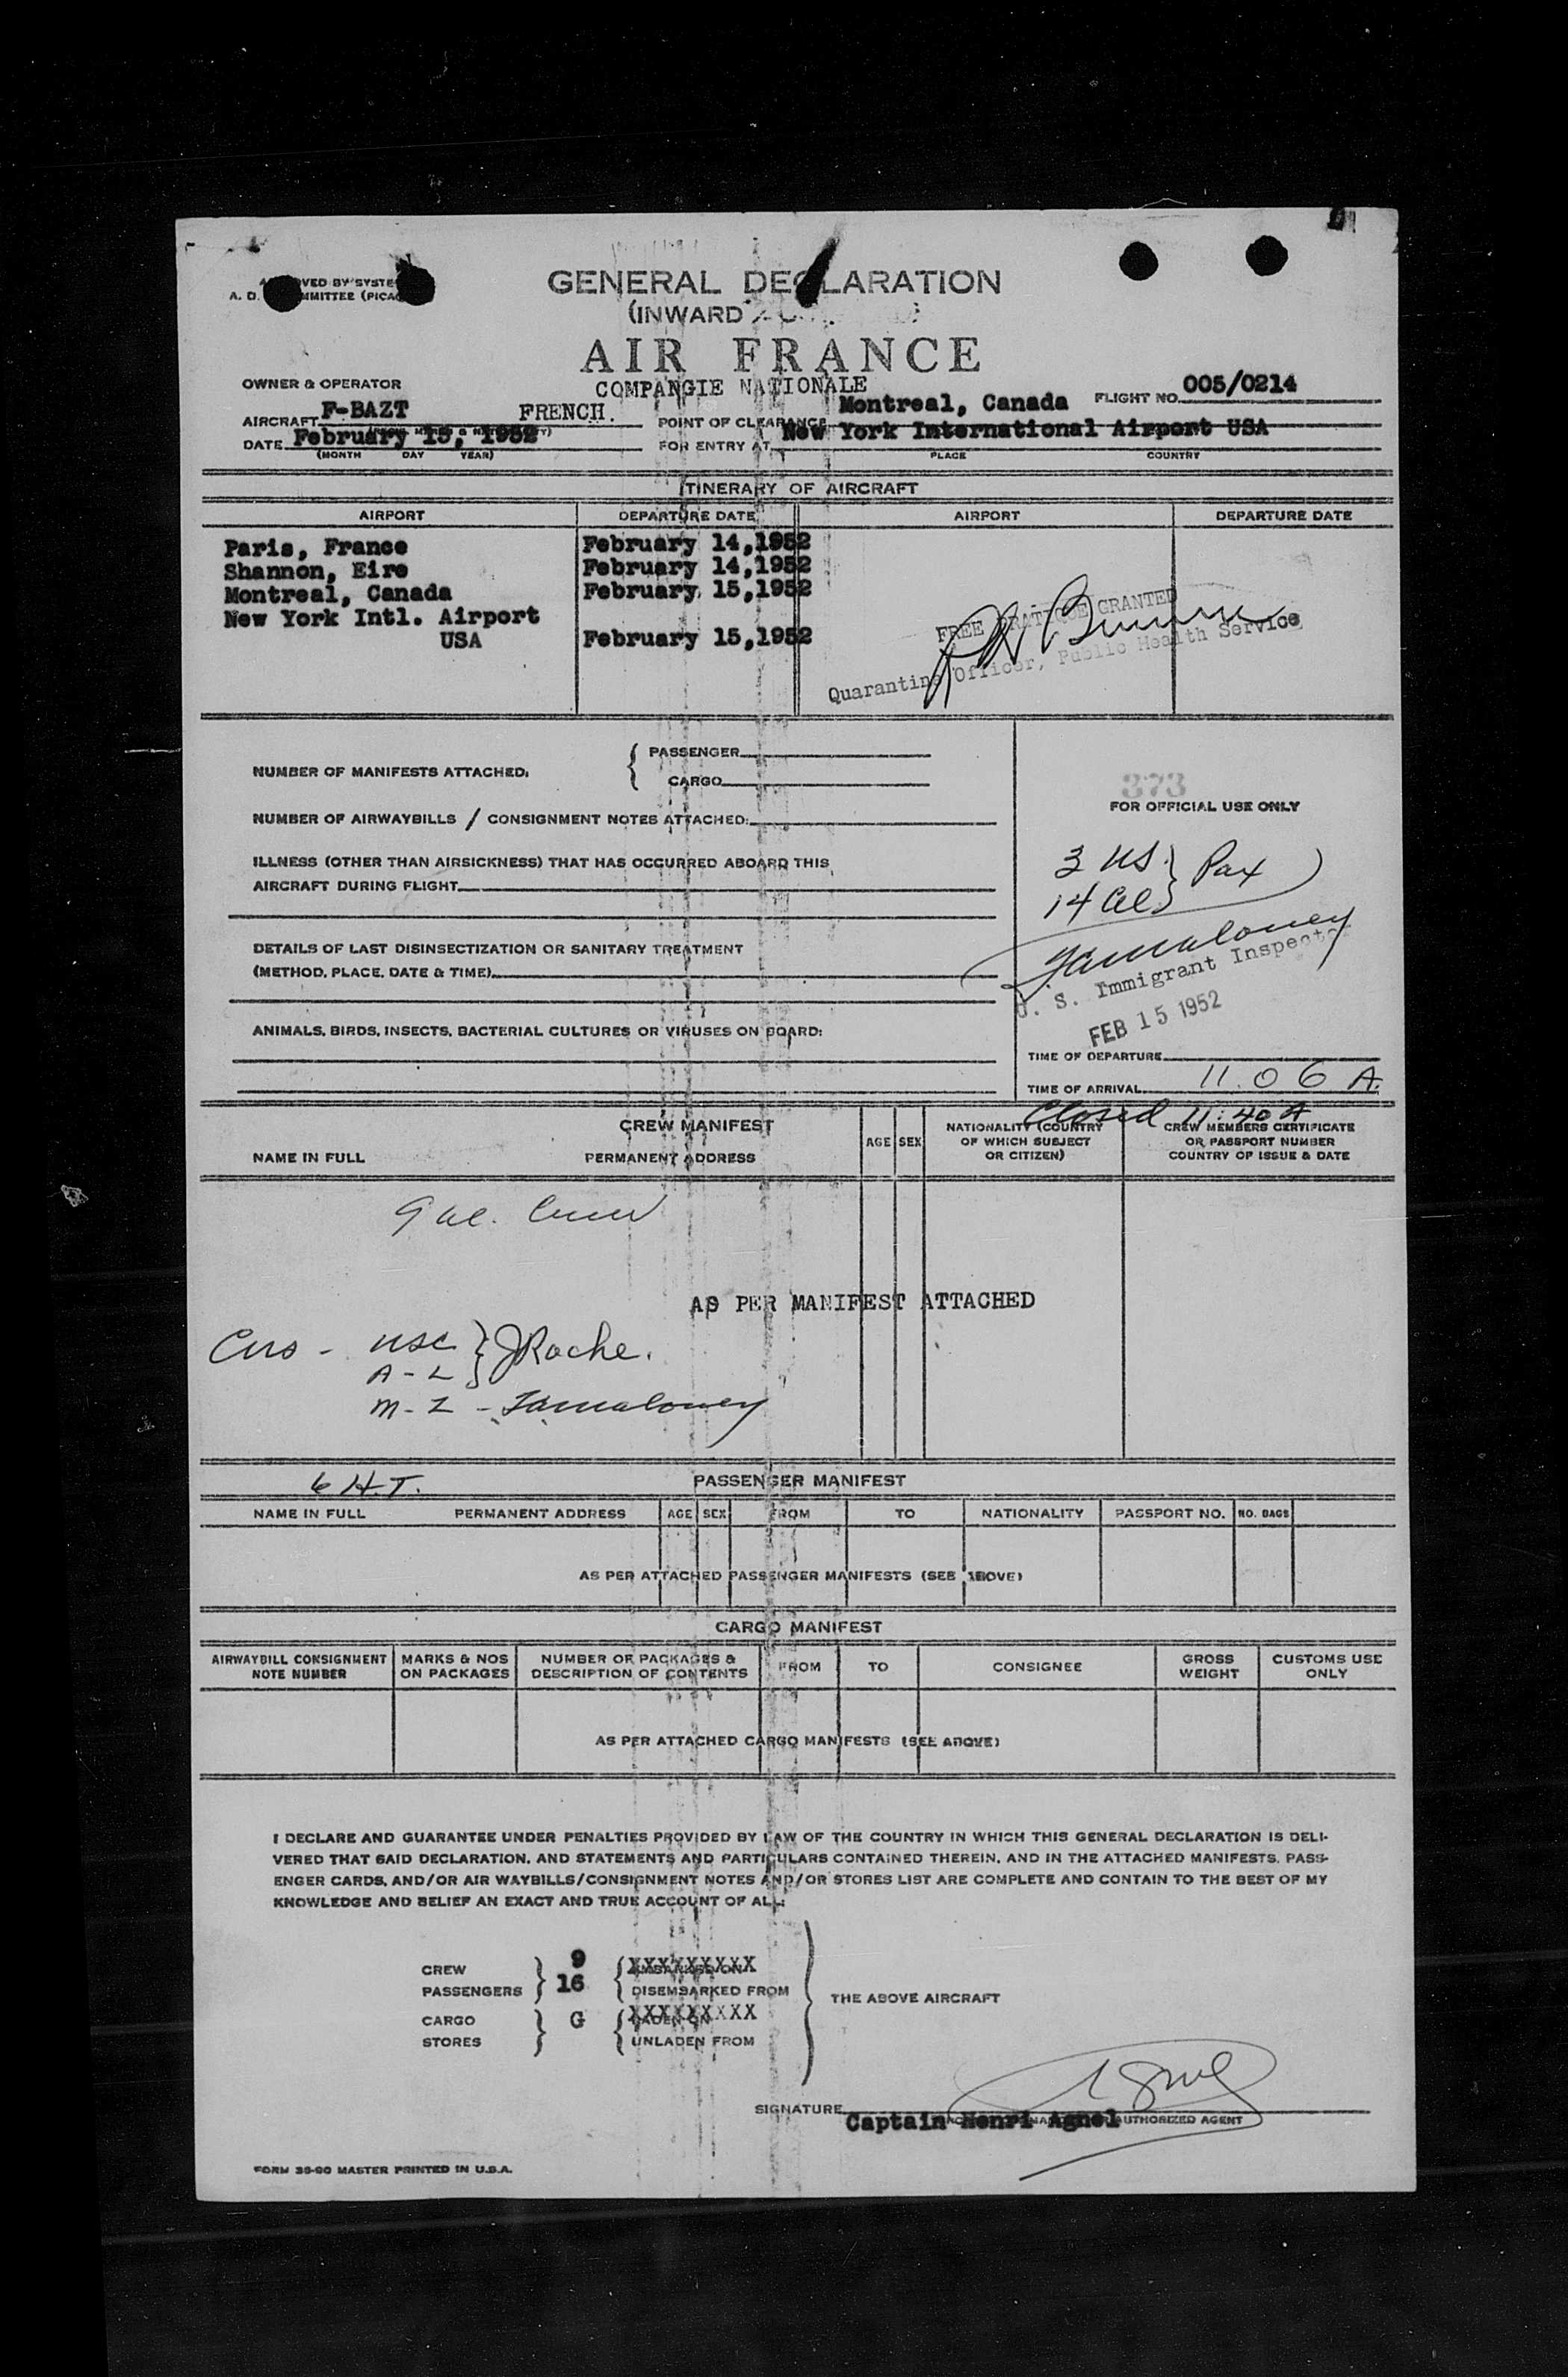 GENERAL DECLARATION
(INWARD
AIR FRANCE
COMPANGIE NATIONALE
OWNER & OPERATOR
AIRCRAFT F-BAZT FRENCH.
DATE February 15, 1952
(MONTH DAY YEAR)
POINT OF CLEARANCE Montreal, Canada FLIGHT NO. 005/0214
FOR ENTRY AT New York International Airport USA
PLACE COUNTRY
ITINERARY OF AIRCRAFT
AIRPORT DEPARTURE DATE AIRPORT DEPARTURE DATE
Paris, France February 14,1952
Shannon, Eire February 14,1952
Montreal, Canada February 15,1952
New York Intl. Airport
USA February 15,1952
FREE PRATIQUE GRANTED
Quarantine Officer, Public Health Service
NUMBER OF MANIFESTS ATTACHED: { PASSENGER
CARGO
NUMBER OF AIRWAYBILLS / CONSIGNMENT NOTES ATTACHED:
ILLNESS (OTHER THAN AIRSICKNESS) THAT HAS OCCURRED ABOARD THIS
AIRCRAFT DURING FLIGHT
DETAILS OF LAST DISINSECTIZATION OR SANITARY TREATMENT
(METHOD, PLACE, DATE & TIME)
ANIMALS, BIRDS, INSECTS, BACTERIAL CULTURES OR VIRUSES ON BOARD:
373
FOR OFFICIAL USE ONLY
3 US. } Pax
14
U. S. Immigrant Inspector
FEB 15 1952
TIME OF DEPARTURE
TIME OF ARRIVAL 11.06 A.
Closed 11:40 A
CREW MANIFEST
NAME IN FULL PERMANENT ADDRESS AGE SEX NATIONALITY (COUNTRY OF WHICH SUBJECT OR CITIZEN) CREW MEMBERS CERTIFICATE OR PASSPORT NUMBER COUNTRY OF ISSUE & DATE
9 al. Crew
AS PER MANIFEST ATTACHED
usc } JRoche.
A-L
M-Z - Jamaloney
6 H.T.
PASSENGER MANIFEST
NAME IN FULL PERMANENT ADDRESS AGE SEX FROM TO NATIONALITY PASSPORT NO. NO. BAGS
AS PER ATTACHED PASSENGER MANIFESTS (SEE ABOVE)
CARGO MANIFEST
AIRWAYBILL CONSIGNMENT NOTE NUMBER MARKS & NOS ON PACKAGES NUMBER OF PACKAGES & DESCRIPTION OF CONTENTS FROM TO CONSIGNEE GROSS WEIGHT CUSTOMS USE ONLY
AS PER ATTACHED CARGO MANIFESTS (SEE ABOVE)
I DECLARE AND GUARANTEE UNDER PENALTIES PROVIDED BY LAW OF THE COUNTRY IN WHICH THIS GENERAL DECLARATION IS DELI-
VERED THAT SAID DECLARATION, AND STATEMENTS AND PARTICULARS CONTAINED THEREIN, AND IN THE ATTACHED MANIFESTS, PASS-
ENGER CARDS, AND/OR AIR WAYBILLS/CONSIGNMENT NOTES AND/OR STORES LIST ARE COMPLETE AND CONTAIN TO THE BEST OF MY
KNOWLEDGE AND BELIEF AN EXACT AND TRUE ACCOUNT OF ALL:
CREW 9 XXXXXXXXX
PASSENGERS 16 DISEMBARKED FROM
THE ABOVE AIRCRAFT
CARGO G XXXXXXXXX
STORES UNLADEN FROM
SIGNATURE
Captain Henri Agnel AUTHORIZED AGENT
FORM 36-90 MASTER PRINTED IN U.S.A.